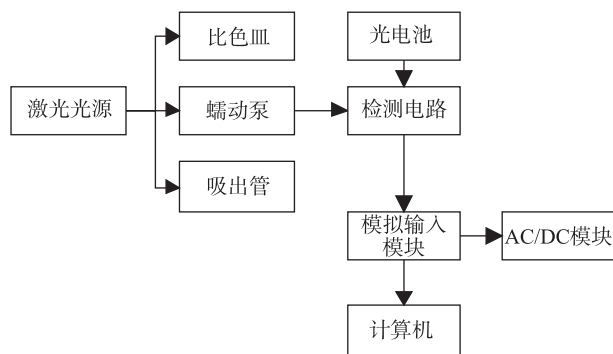 比色皿
光电池
激光光源
蠕动泵
检测电路
吸出管
模拟输入
模块
AC/DC模块
计算机